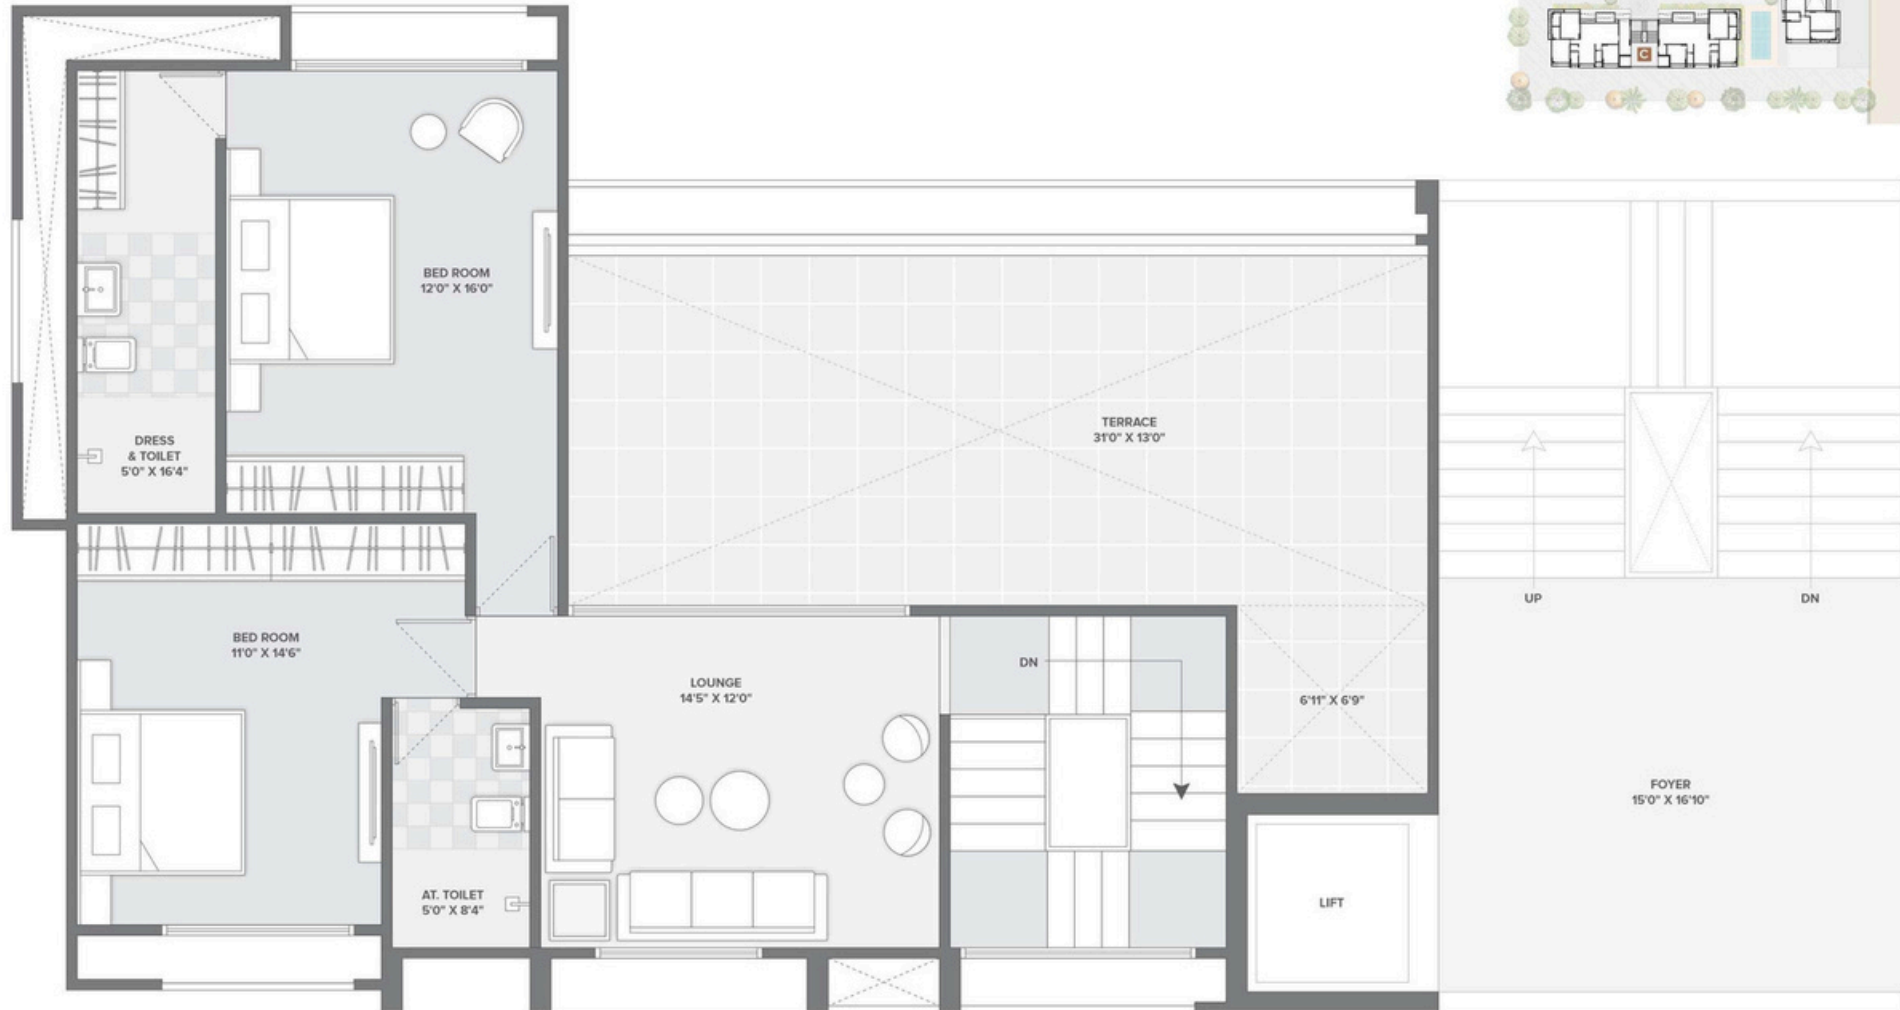 C
BED ROOM
12'0" X 16'0"
TERRACE
31'0" X 13'0"
DRESS
& TOILET
5'0" X 16'4"
UP
DN
BED ROOM
11'0" X 14'6"
DN
LOUNGE
14'5" X 12'0"
6'11" X 6'9"
FOYER
15'0" X 16'10"
AT. TOILET
5'0" X 8'4"
LIFT